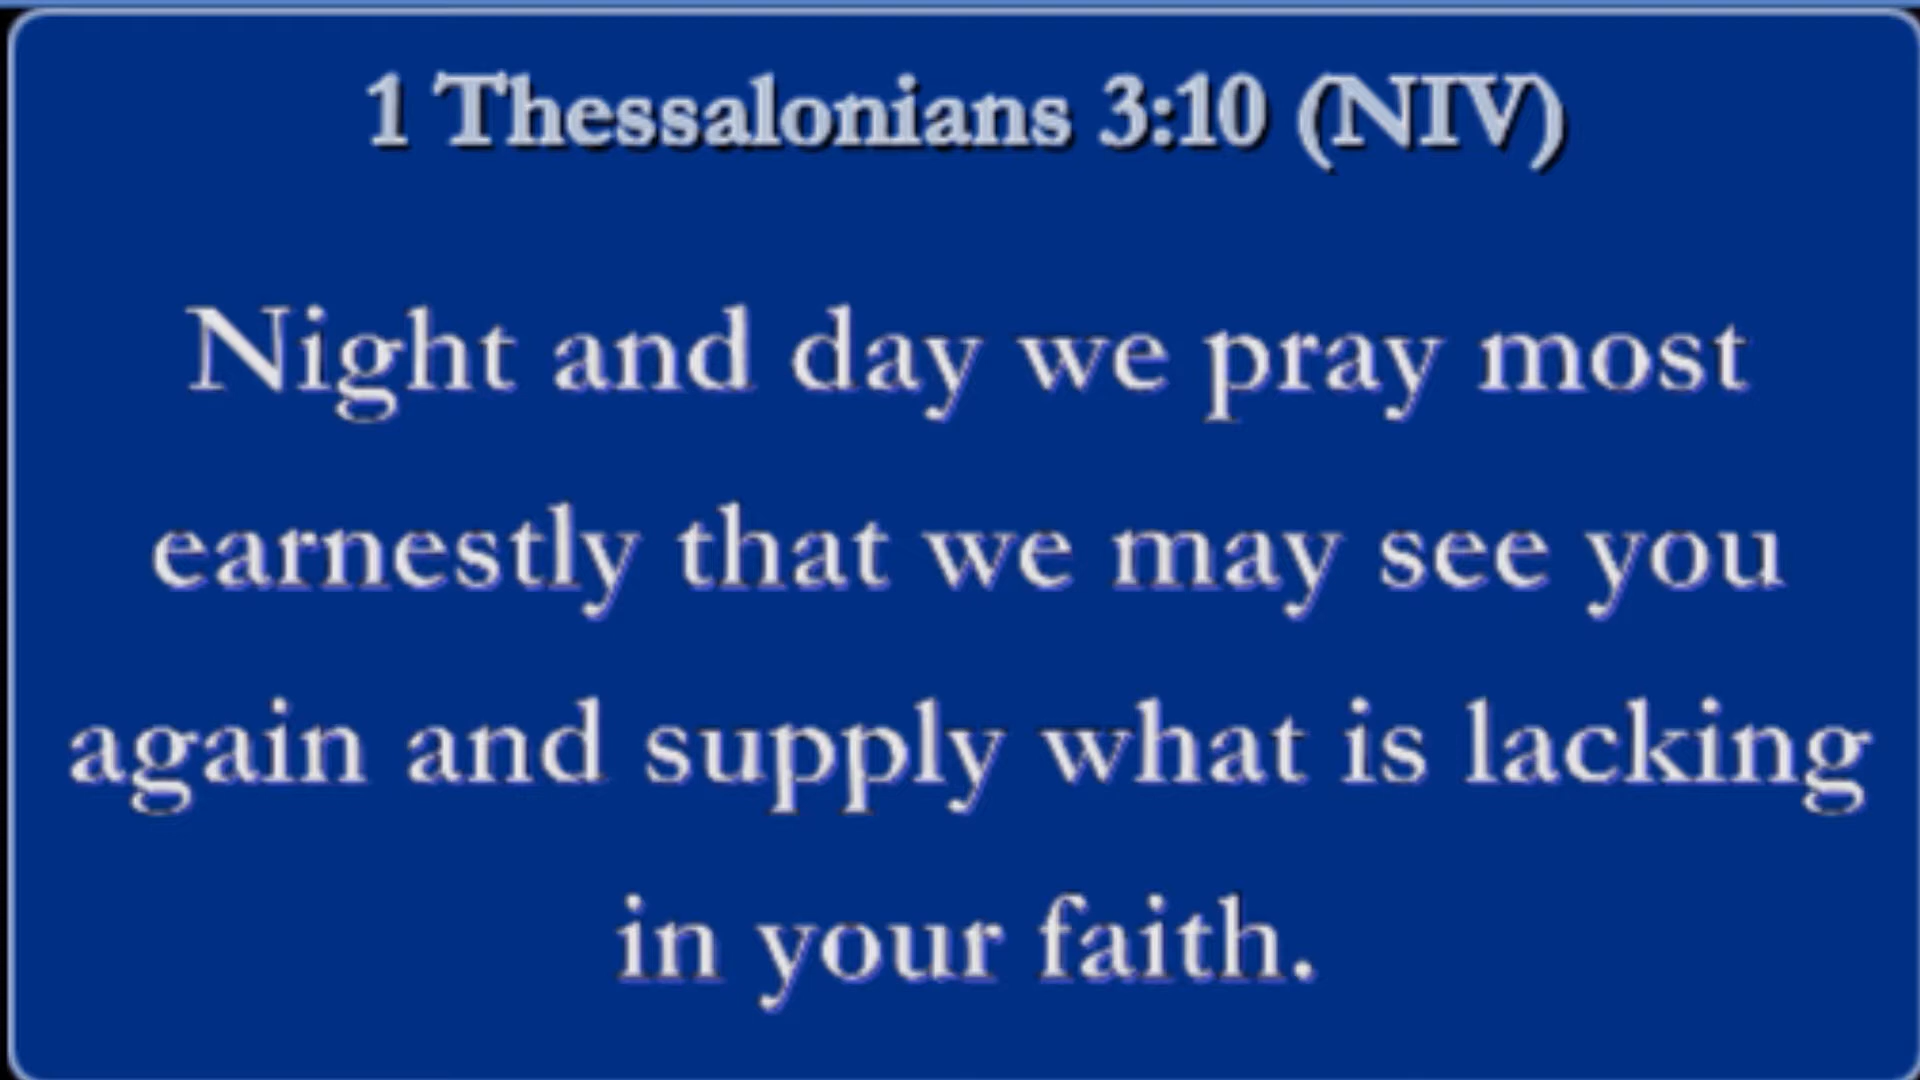 1 Thessalonians 3:10 (NIV)
Night and day we pray most
earnestly that we may see you
again and supply what is lacking
in your faith.